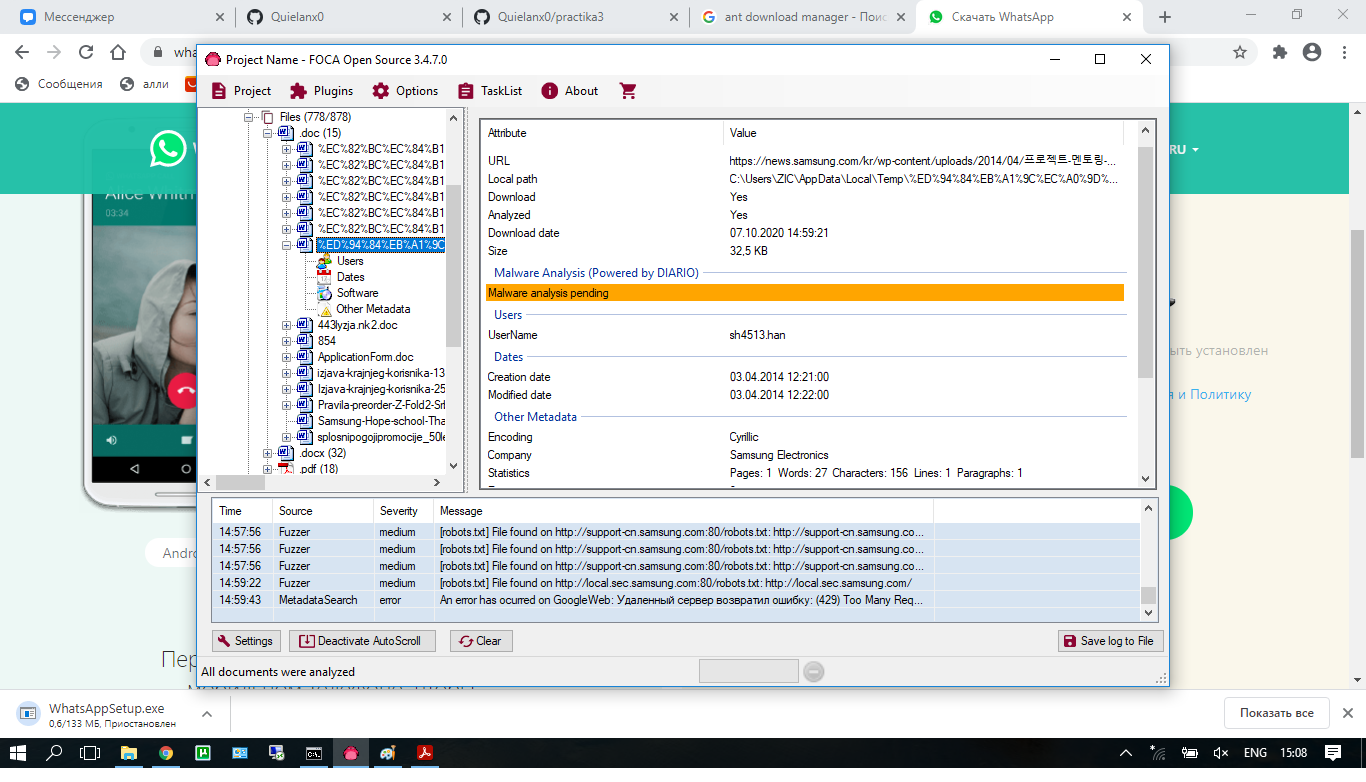 Мессенджер
Quielanx0
Quielanx0/practika3
ant download manager - Поис
Скачать WhatsApp
wha
Сообщения
алли
Project Name - FOCA Open Source 3.4.7.0
Project
Plugins
Options
TaskList
About
RU
03:34
Files (778/878)
.doc (15)
%EC%82%BC%EC%84%B1
%EC%82%BC%EC%84%B1
%EC%82%BC%EC%84%B1
%EC%82%BC%EC%84%B1
%EC%82%BC%EC%84%B1
%EC%82%BC%EC%84%B1
%ED%94%84%EB%A1%9C
Users
Dates
Software
Other Metadata
443lyzja.nk2.doc
854
ApplicationForm.doc
izjava-krajnjeg-korisnika-13
Izjava-krajnjeg-korisnika-25
Pravila-preorder-Z-Fold2-Srl
Samsung-Hope-school-Tha
splosnipogojipromocije_50le
.docx (32)
.pdf (18)
Attribute Value
URL https://news.samsung.com/kr/wp-content/uploads/2014/04/프로젝트-멘토링-...
Local path C:\Users\ZIC\AppData\Local\Temp\%ED%94%84%EB%A1%9C%EC%A0%9D%...
Download Yes
Analyzed Yes
Download date 07.10.2020 14:59:21
Size 32,5 KB
Malware Analysis (Powered by DIARIO)
Malware analysis pending
Users
UserName sh4513.han
Dates
Creation date 03.04.2014 12:21:00
Modified date 03.04.2014 12:22:00
Other Metadata
Encoding Cyrillic
Company Samsung Electronics
Statistics Pages: 1 Words: 27 Characters: 156 Lines: 1 Paragraphs: 1
ыть установлен
я и Политику
Andro
Time Source Severity Message
14:57:56 Fuzzer medium [robots.txt] File found on http://support-cn.samsung.com:80/robots.txt: http://support-cn.samsung.co...
14:57:56 Fuzzer medium [robots.txt] File found on http://support-cn.samsung.com:80/robots.txt: http://support-cn.samsung.co...
14:57:56 Fuzzer medium [robots.txt] File found on http://support-cn.samsung.com:80/robots.txt: http://support-cn.samsung.co...
14:59:22 Fuzzer medium [robots.txt] File found on http://local.sec.samsung.com:80/robots.txt: http://local.sec.samsung.com/
14:59:43 MetadataSearch error An error has ocurred on GoogleWeb: Удаленный сервер возвратил ошибку: (429) Too Many Req...
Settings
Deactivate AutoScroll
Clear
Save log to File
Пер
All documents were analyzed
WhatsAppSetup.exe
0,6/133 МБ, Приостановлен
Показать все
ENG
15:08